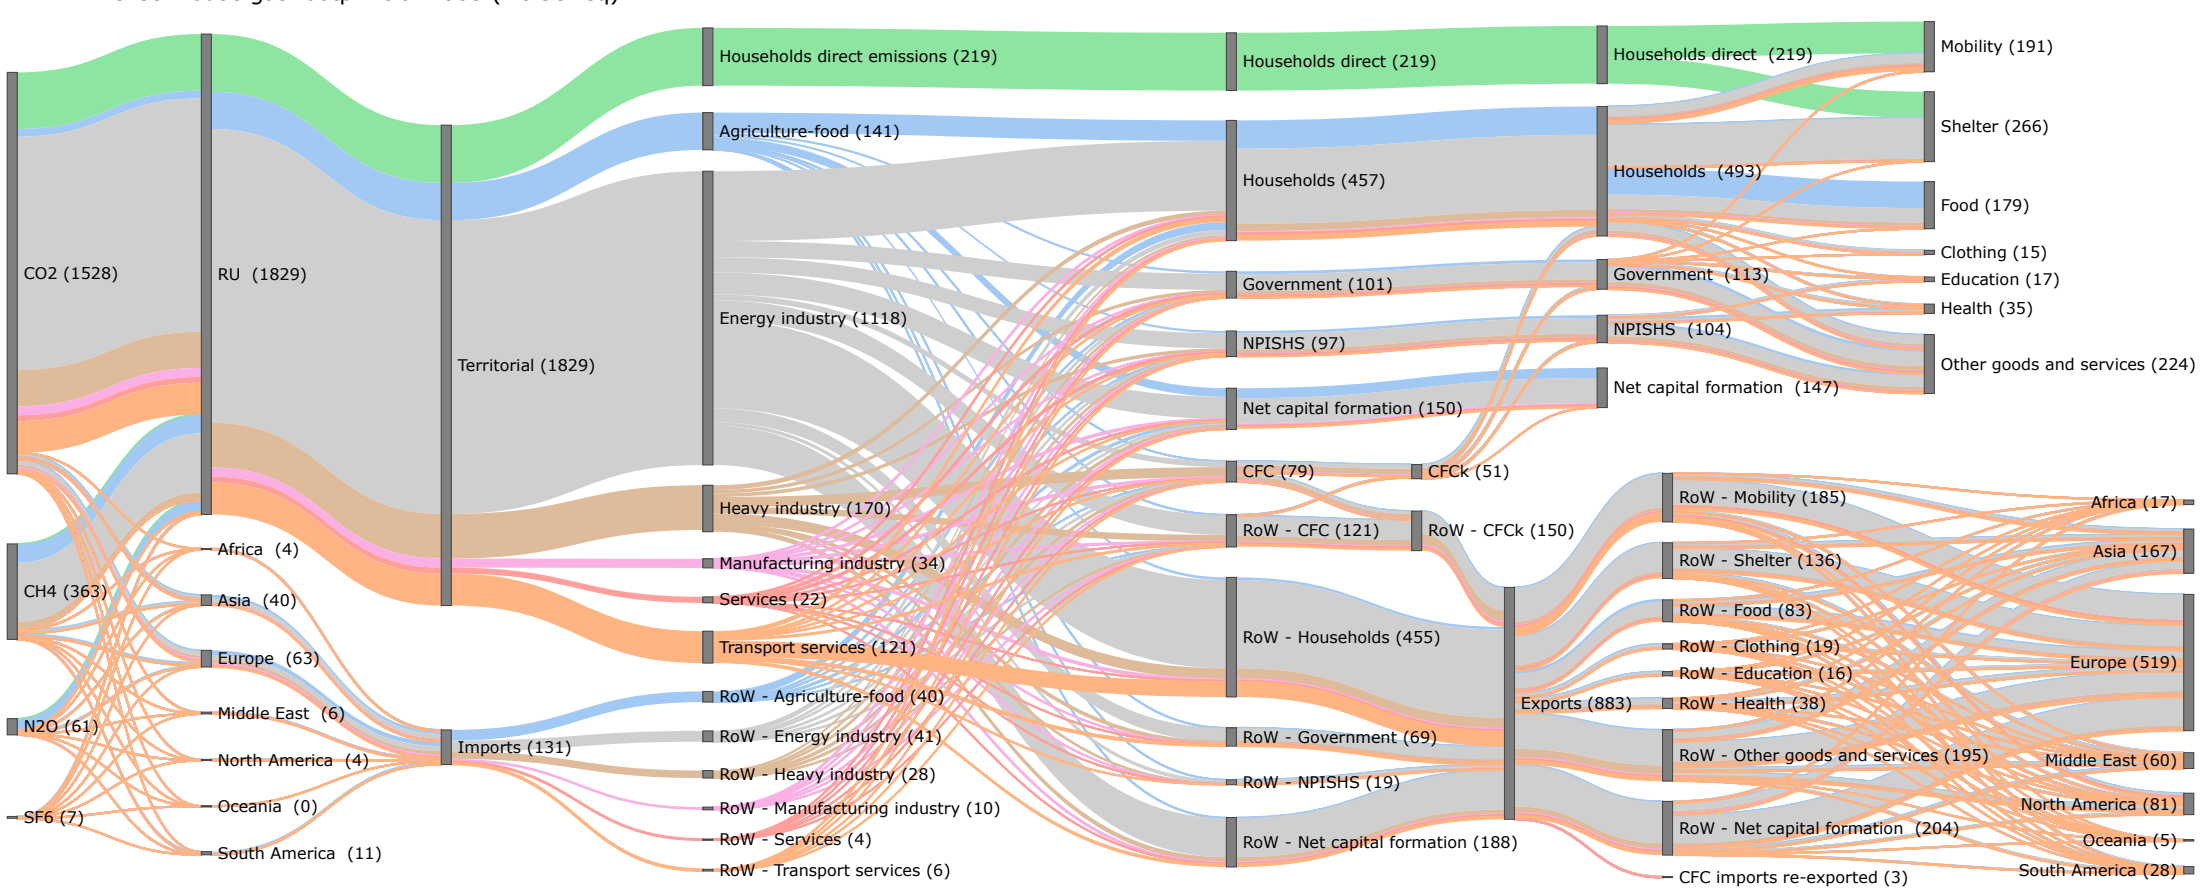 CO2 (1528)
CH4 (363)
N2O (61)
SF6 (7)
RU (1829)
Africa (4)
Asia (40)
Europe (63)
Middle East (6)
North America (4)
Oceania (0)
South America (11)
Territorial (1829)
Imports (131)
Households direct emissions (219)
Agriculture-food (141)
Energy industry (1118)
Heavy industry (170)
Manufacturing industry (34)
Services (22)
Transport services (121)
RoW - Agriculture-food (40)
RoW - Energy industry (41)
RoW - Heavy industry (28)
RoW - Manufacturing industry (10)
RoW - Services (4)
RoW - Transport services (6)
Households direct (219)
Households (457)
Government (101)
NPISHS (97)
Net capital formation (150)
CFC (79)
RoW - CFC (121)
RoW - Households (455)
RoW - Government (69)
RoW - NPISHS (19)
RoW - Net capital formation (188)
CFCk (51)
RoW - CFCk (150)
Exports (883)
Households direct (219)
Households (493)
Government (113)
NPISHS (104)
Net capital formation (147)
RoW - Mobility (185)
RoW - Shelter (136)
RoW - Food (83)
RoW - Clothing (19)
RoW - Education (16)
RoW - Health (38)
RoW - Other goods and services (195)
RoW - Net capital formation (204)
CFC imports re-exported (3)
Mobility (191)
Shelter (266)
Food (179)
Clothing (15)
Education (17)
Health (35)
Other goods and services (224)
Africa (17)
Asia (167)
Europe (519)
Middle East (60)
North America (81)
Oceania (5)
South America (28)